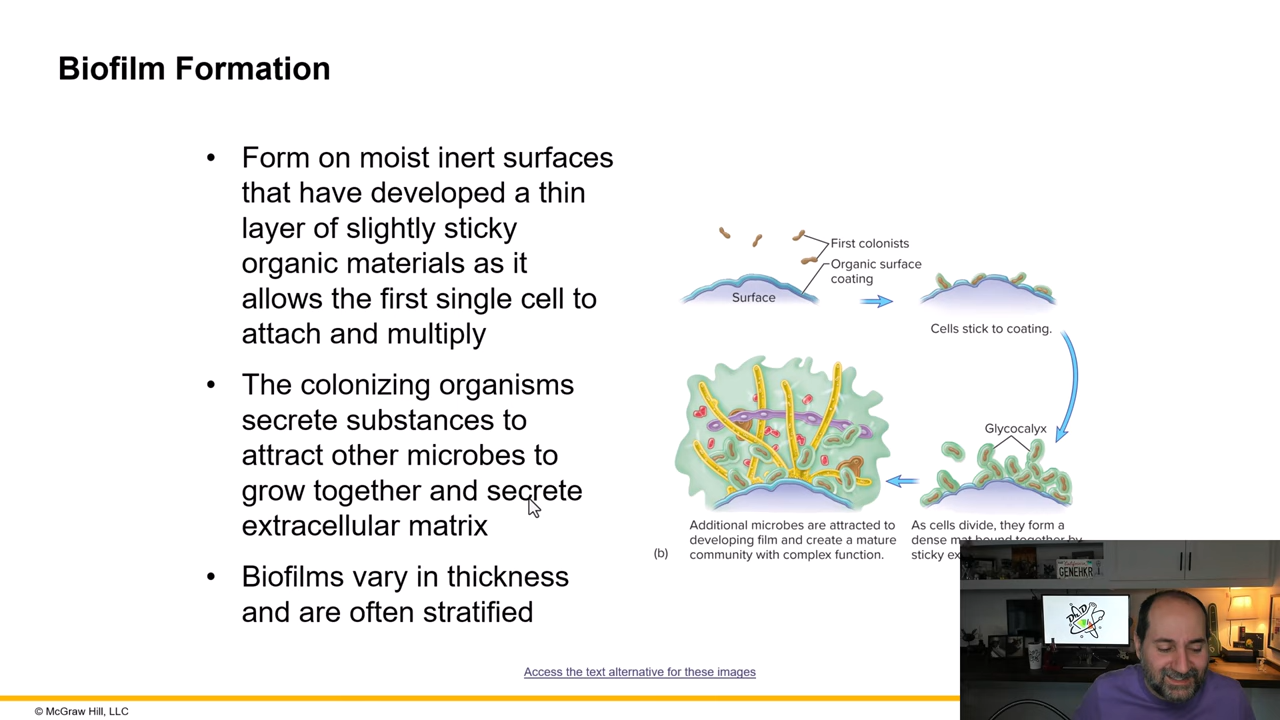 Biofilm Formation
• Form on moist inert surfaces
that have developed a thin
layer of slightly sticky
organic materials as it
allows the first single cell to
attach and multiply
• The colonizing organisms
secrete substances to
attract other microbes to
grow together and secrete
extracellular matrix
• Biofilms vary in thickness
and are often stratified
First colonists
Organic surface
coating
Surface
Cells stick to coating.
Glycocalyx
As cells divide, they form a
dense mat bound together by
sticky
Additional microbes are attracted to
developing film and create a mature
community with complex function.
(b)
GENEHKR
Access the text alternative for these images
© McGraw Hill, LLC